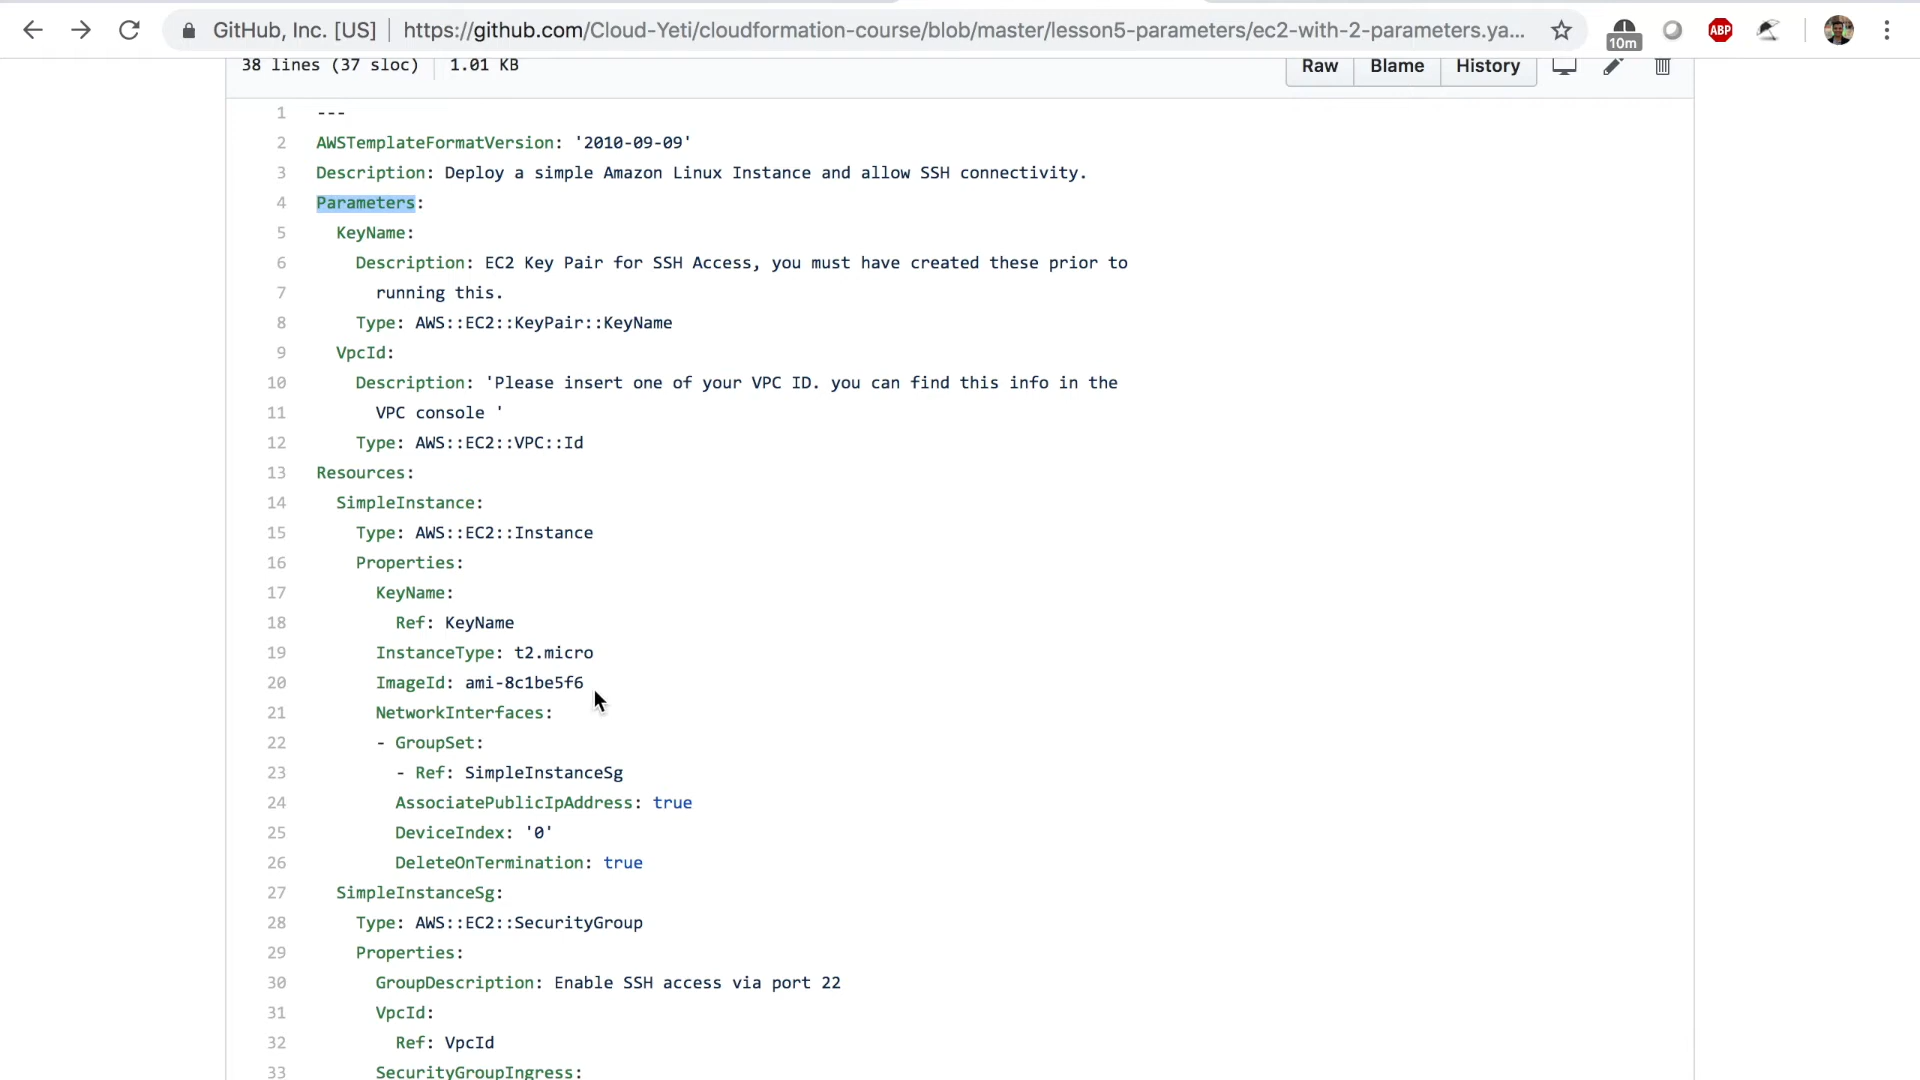 GitHub, Inc. [US] | https://github.com/Cloud-Yeti/cloudformation-course/blob/master/lesson5-parameters/ec2-with-2-parameters.ya...
10m
ABP
38 lines (37 sloc) 1.01 KB
Raw Blame History
1 ---
2 AWSTemplateFormatVersion: '2010-09-09'
3 Description: Deploy a simple Amazon Linux Instance and allow SSH connectivity.
4 Parameters:
5 KeyName:
6 Description: EC2 Key Pair for SSH Access, you must have created these prior to
7 running this.
8 Type: AWS::EC2::KeyPair::KeyName
9 VpcId:
10 Description: 'Please insert one of your VPC ID. you can find this info in the
11 VPC console '
12 Type: AWS::EC2::VPC::Id
13 Resources:
14 SimpleInstance:
15 Type: AWS::EC2::Instance
16 Properties:
17 KeyName:
18 Ref: KeyName
19 InstanceType: t2.micro
20 ImageId: ami-8c1be5f6
21 NetworkInterfaces:
22 - GroupSet:
23 - Ref: SimpleInstanceSg
24 AssociatePublicIpAddress: true
25 DeviceIndex: '0'
26 DeleteOnTermination: true
27 SimpleInstanceSg:
28 Type: AWS::EC2::SecurityGroup
29 Properties:
30 GroupDescription: Enable SSH access via port 22
31 VpcId:
32 Ref: VpcId
33 SecurityGroupIngress: